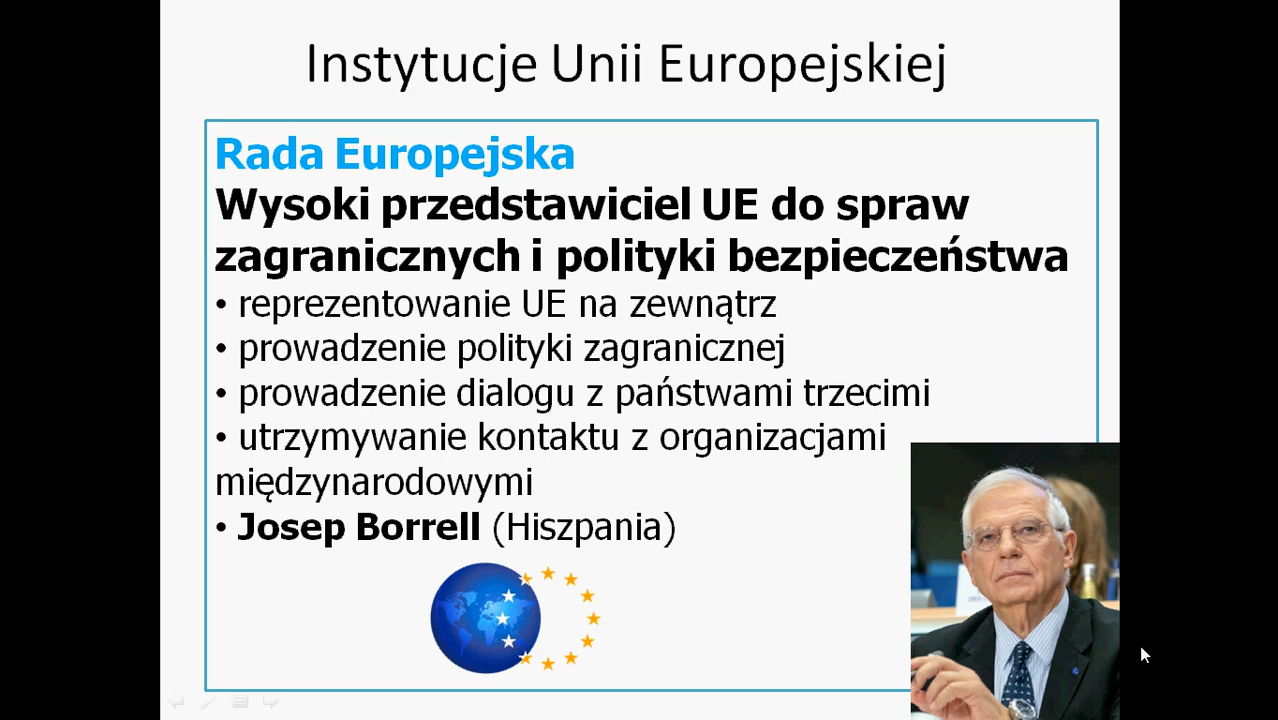 Instytucje Unii Europejskiej
Rada Europejska
Wysoki przedstawiciel UE do spraw
zagranicznych i polityki bezpieczeństwa
• reprezentowanie UE na zewnątrz
• prowadzenie polityki zagranicznej
• prowadzenie dialogu z państwami trzecimi
• utrzymywanie kontaktu z organizacjami
międzynarodowymi
• Josep Borrell (Hiszpania)